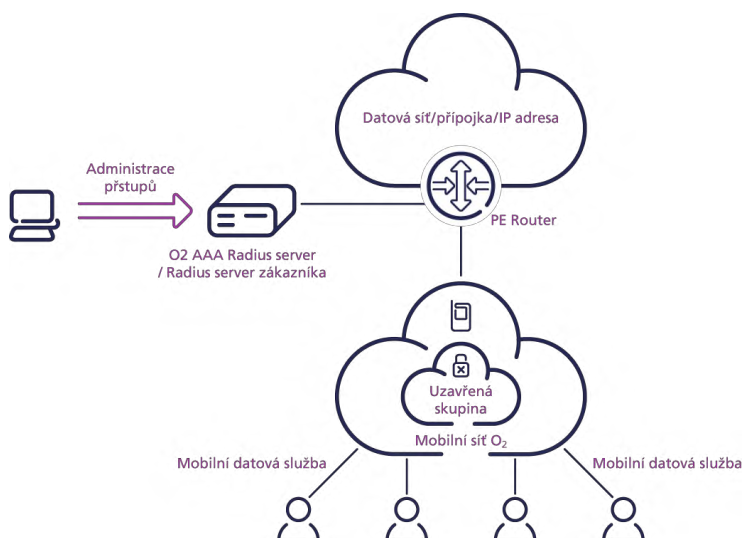 Datová síť/přípojka/IP adresa
Administrace
přstupů
PE Router
O2 AAA Radius server
/ Radius server zákazníka
Uzavřená
skupina
Mobilní síť O₂
Mobilní datová služba
Mobilní datová služba